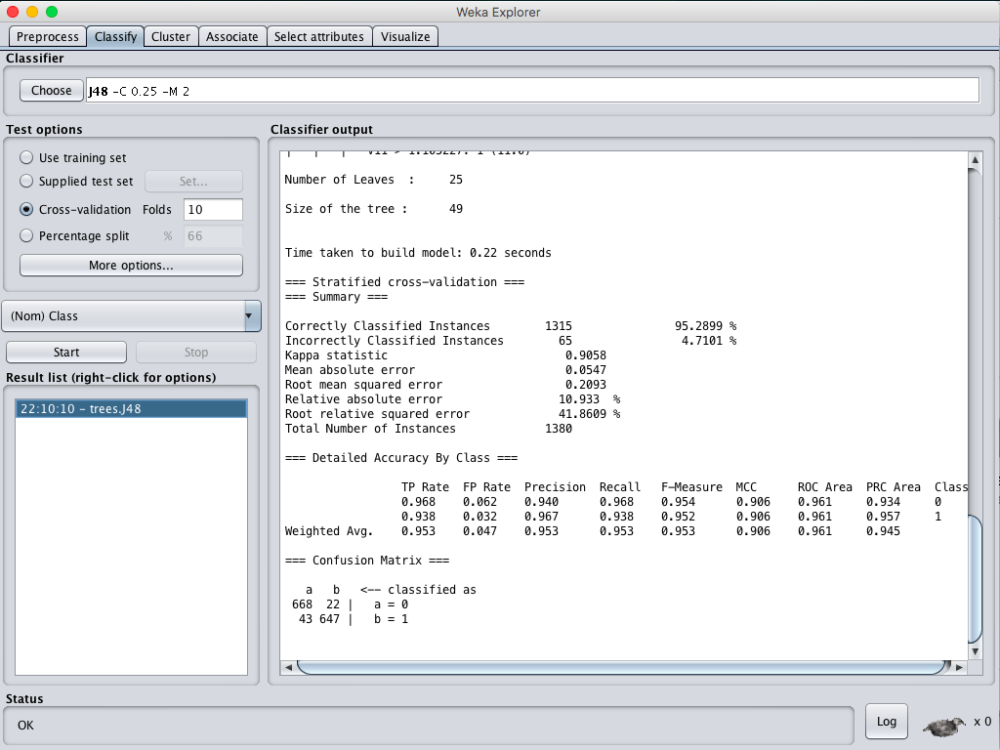 Weka Explorer
Preprocess Classify Cluster Associate Select attributes Visualize
Classifier
Choose J48 -C 0.25 -M 2
Test options
Use training set
Supplied test set Set...
Cross-validation Folds 10
Percentage split % 66
More options...
(Nom) Class
Start Stop
Result list (right-click for options)
22:10:10 - trees.J48
Classifier output
Number of Leaves : 25
Size of the tree : 49
Time taken to build model: 0.22 seconds
=== Stratified cross-validation ===
=== Summary ===
Correctly Classified Instances 1315 95.2899 %
Incorrectly Classified Instances 65 4.7101 %
Kappa statistic 0.9058
Mean absolute error 0.0547
Root mean squared error 0.2093
Relative absolute error 10.933 %
Root relative squared error 41.8609 %
Total Number of Instances 1380
=== Detailed Accuracy By Class ===
TP Rate FP Rate Precision Recall F-Measure MCC ROC Area PRC Area Class
0.968 0.062 0.940 0.968 0.954 0.906 0.961 0.934 0
0.938 0.032 0.967 0.938 0.952 0.906 0.961 0.957 1
Weighted Avg. 0.953 0.047 0.953 0.953 0.953 0.906 0.961 0.945
=== Confusion Matrix ===
a b <-- classified as
668 22 | a = 0
43 647 | b = 1
Status
OK
Log
x 0